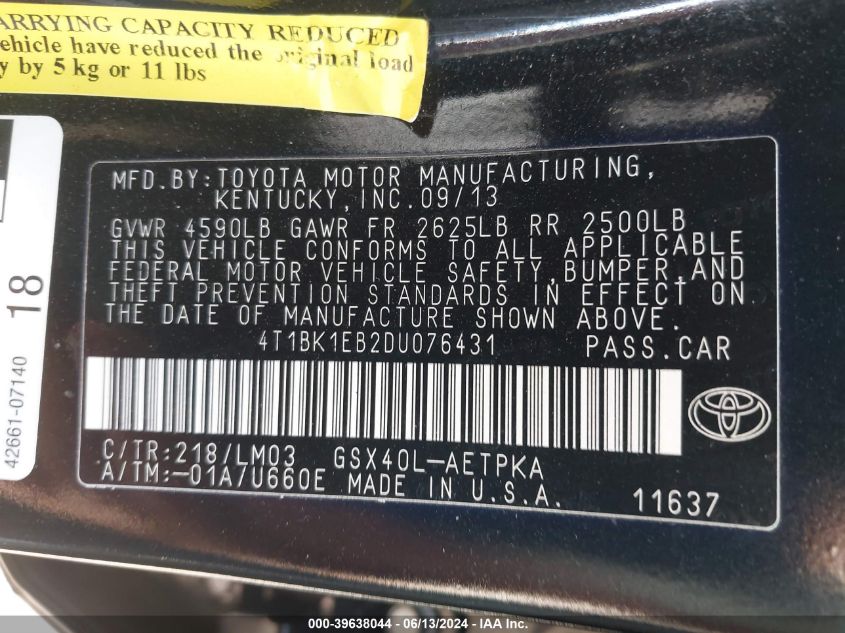 ARRYING CAPACITY REDUCED
ehicle have reduced the original load
y by 5 kg or 11 lbs
MFD.BY:TOYOTA MOTOR MANUFACTURING,
KENTUCKY,INC.09/13
GVWR 4590LB GAWR FR 2625LB RR 2500LB
THIS VEHICLE CONFORMS TO ALL APPLICABLE
FEDERAL MOTOR VEHICLE SAFETY,BUMPER,AND
THEFT PREVENTION STANDARDS IN EFFECT ON
THE DATE OF MANUFACTURE SHOWN ABOVE.
4T1BK1EB2DU076431 PASS.CAR
C/TR:218/LM03 GSX40L-AETPKA
A/TM:-01A/U660E MADE IN U.S.A.
11637
18
42661-07140
000-39638044 - 06/13/2024 - IAA Inc.